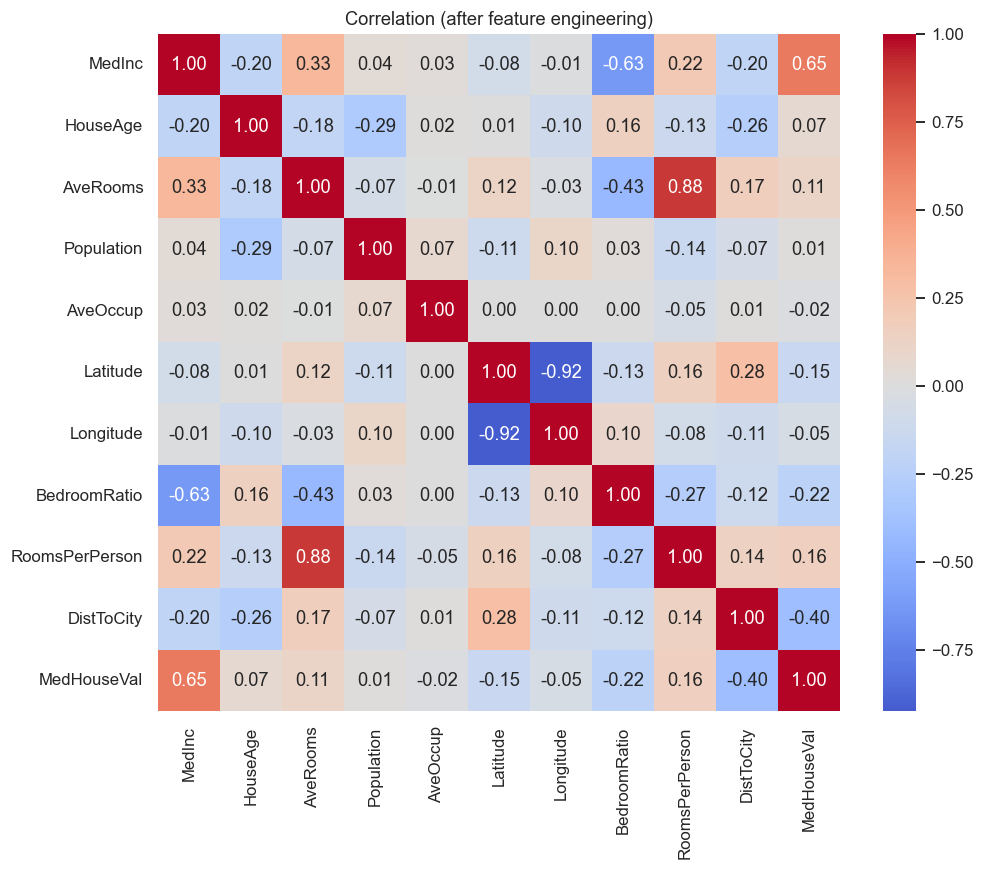 Correlation (after feature engineering)
MedInc 1.00 -0.20 0.33 0.04 0.03 -0.08 -0.01 -0.63 0.22 -0.20 0.65
HouseAge -0.20 1.00 -0.18 -0.29 0.02 0.01 -0.10 0.16 -0.13 -0.26 0.07
AveRooms 0.33 -0.18 1.00 -0.07 -0.01 0.12 -0.03 -0.43 0.88 0.17 0.11
Population 0.04 -0.29 -0.07 1.00 0.07 -0.11 0.10 0.03 -0.14 -0.07 0.01
AveOccup 0.03 0.02 -0.01 0.07 1.00 0.00 0.00 0.00 -0.05 0.01 -0.02
Latitude -0.08 0.01 0.12 -0.11 0.00 1.00 -0.92 -0.13 0.16 0.28 -0.15
Longitude -0.01 -0.10 -0.03 0.10 0.00 -0.92 1.00 0.10 -0.08 -0.11 -0.05
BedroomRatio -0.63 0.16 -0.43 0.03 0.00 -0.13 0.10 1.00 -0.27 -0.12 -0.22
RoomsPerPerson 0.22 -0.13 0.88 -0.14 -0.05 0.16 -0.08 -0.27 1.00 0.14 0.16
DistToCity -0.20 -0.26 0.17 -0.07 0.01 0.28 -0.11 -0.12 0.14 1.00 -0.40
MedHouseVal 0.65 0.07 0.11 0.01 -0.02 -0.15 -0.05 -0.22 0.16 -0.40 1.00
MedInc
HouseAge
AveRooms
Population
AveOccup
Latitude
Longitude
BedroomRatio
RoomsPerPerson
DistToCity
MedHouseVal
1.00
0.75
0.50
0.25
0.00
−0.25
−0.50
−0.75